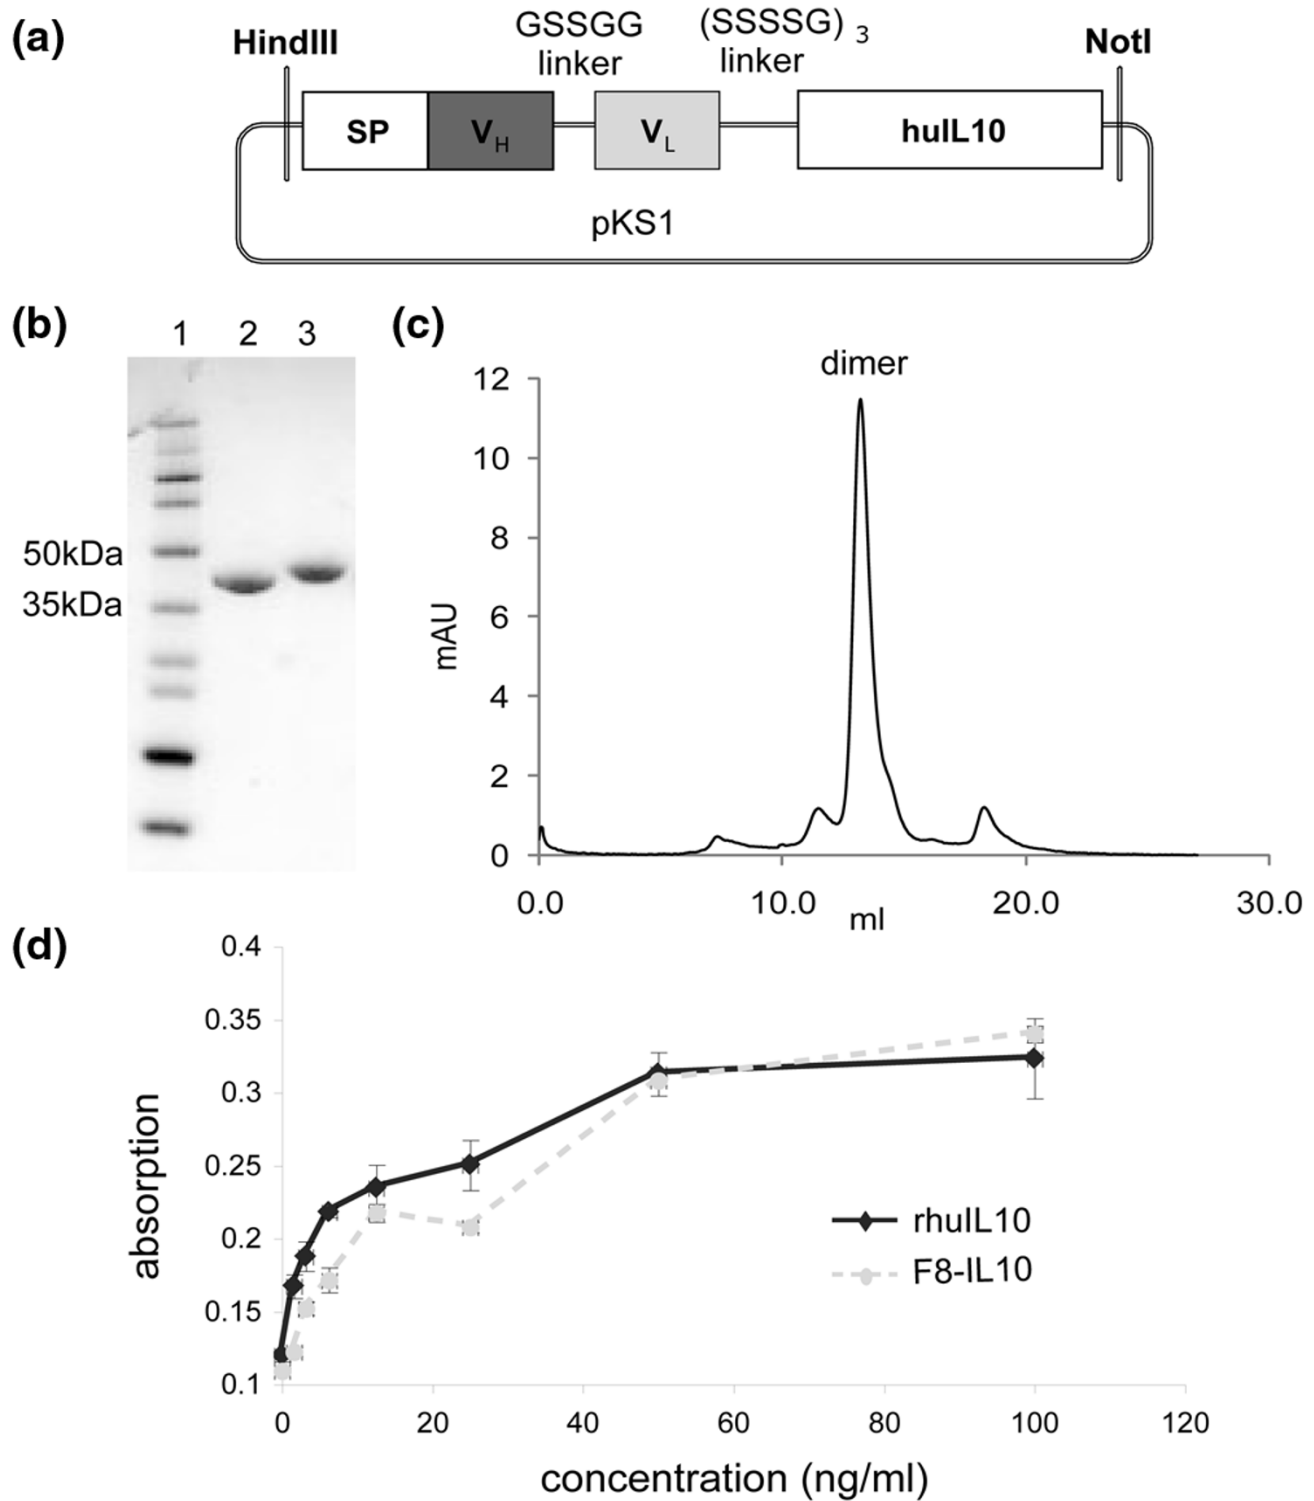 (a)
HindIII
GSSGG
linker
(SSSSG) 3
linker
NotI
SP
VH
VL
huIL10
pKS1
(b)
1 2 3
50kDa
35kDa
(c)
dimer
12
10
8
6
4
2
0
mAU
0.0 10.0 20.0 30.0
ml
(d)
0.4
0.35
0.3
0.25
0.2
0.15
0.1
absorption
rhuIL10
F8-IL10
0 20 40 60 80 100 120
concentration (ng/ml)